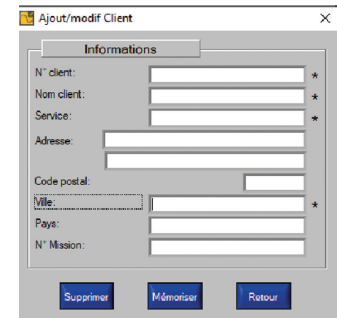 Ajout/modif Client
Informations
N° client: *
Nom client: *
Service: *
Adresse:
Code postal:
Ville: *
Pays:
N° Mission:
Supprimer Mémoriser Retour